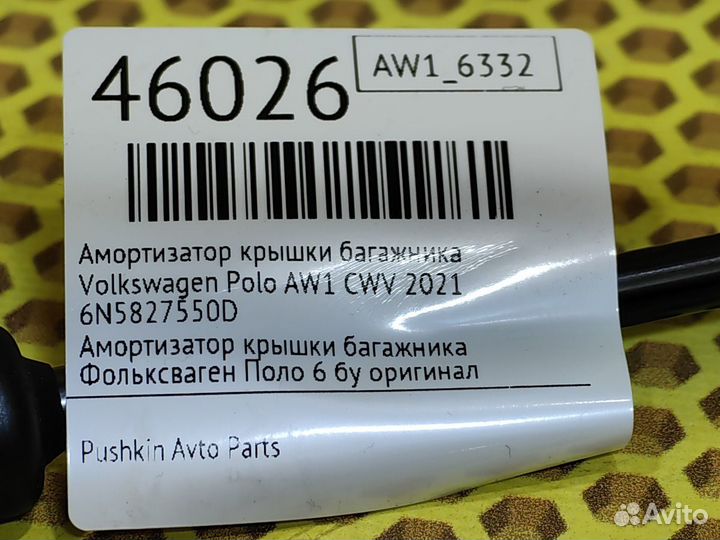 46026
AW1_6332
Амортизатор крышки багажника
Volkswagen Polo AW1 CWV 2021
6N5827550D
Амортизатор крышки багажника
Фольксваген Поло 6 бу оригинал
Pushkin Avto Parts
Avito